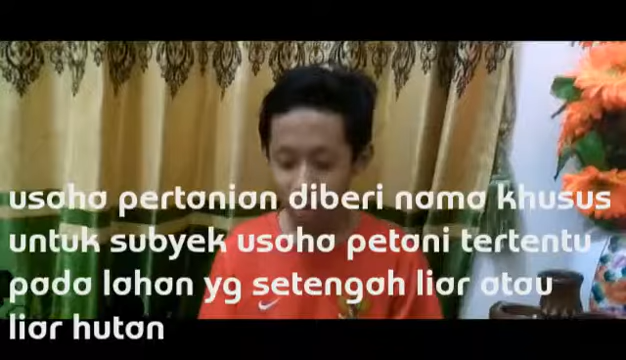 usaha pertanian diberi nama khusus
untuk subyek usaha petani tertentu
pada lahan yg setengah liar atau
liar hutan